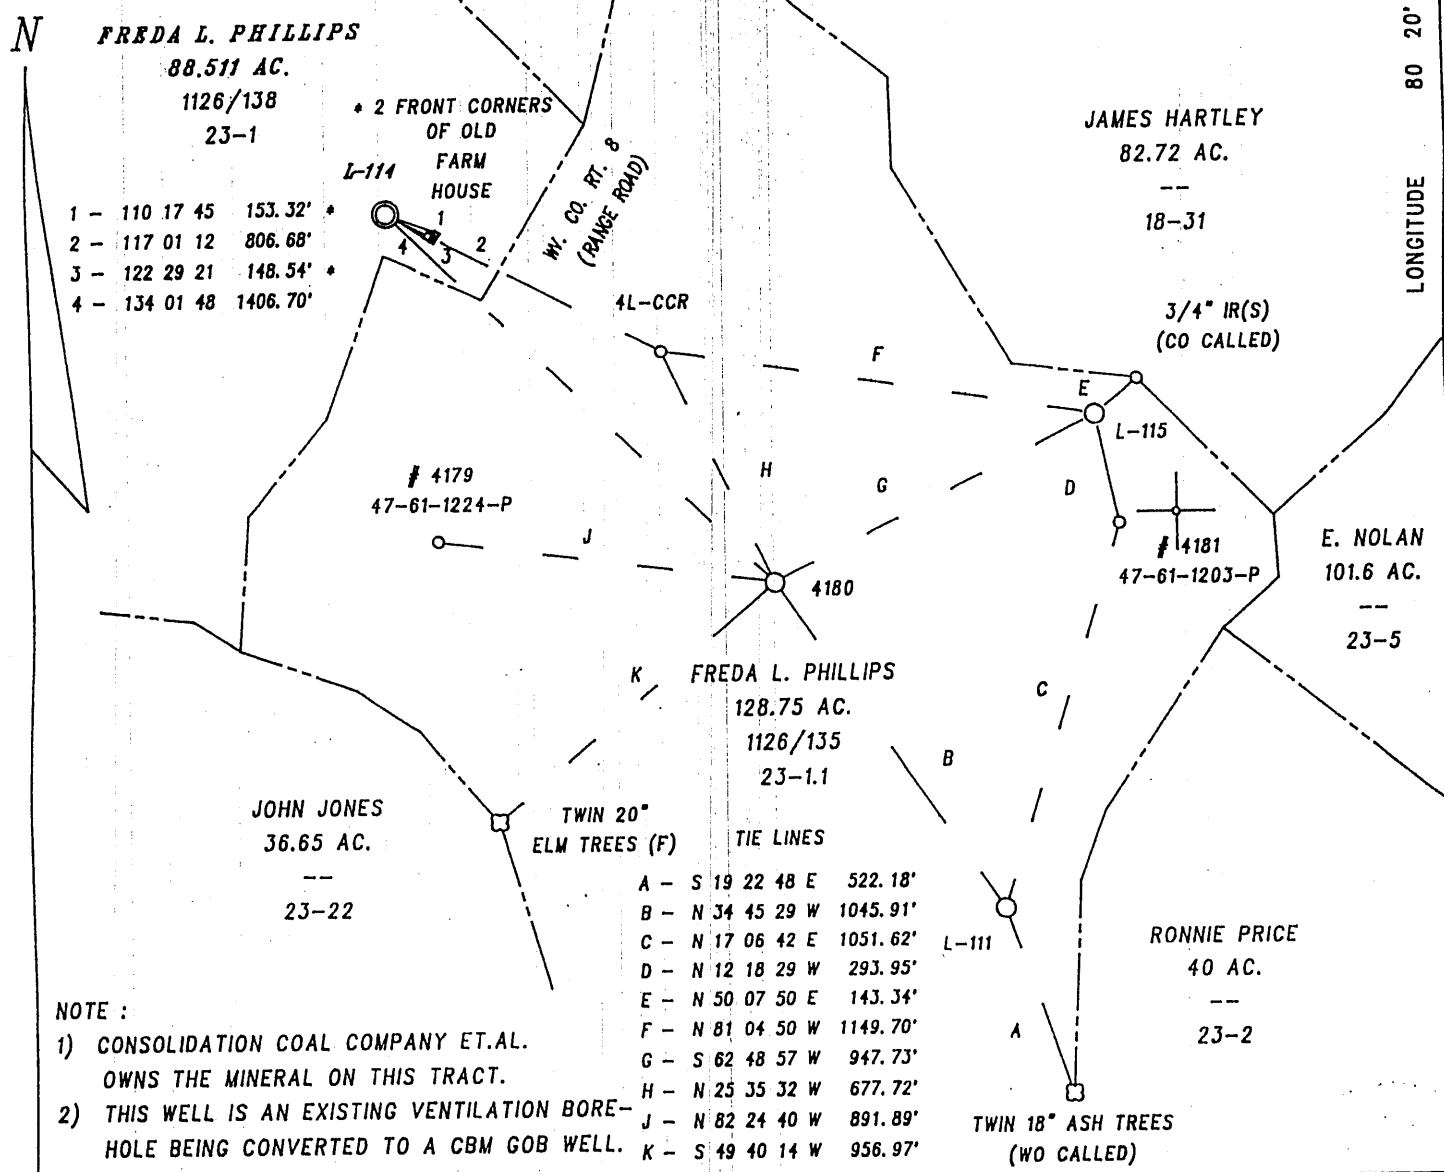 N
FREDA L. PHILLIPS
88.511 AC.
1126/138
23-1
* 2 FRONT CORNERS
OF OLD
FARM
HOUSE
L-114
1 - 110 17 45 153.32' *
2 - 117 01 12 806.68'
3 - 122 29 21 148.54' *
4 - 134 01 48 1406.70'
1
2
3
4
WV. CO. RT. 8
(RANGE ROAD)
4L-CCR
JAMES HARTLEY
82.72 AC.
--
18-31
LONGITUDE 80 20'
3/4" IR(S)
(CO CALLED)
F
E
L-115
# 4179
47-61-1224-P
H
G
D
J
# 4181
47-61-1203-P
E. NOLAN
101.6 AC.
--
23-5
4180
K
FREDA L. PHILLIPS
128.75 AC.
1126/135
23-1.1
C
B
JOHN JONES
36.65 AC.
--
23-22
TWIN 20"
ELM TREES (F)
TIE LINES
A - S 19 22 48 E 522.18'
B - N 34 45 29 W 1045.91'
C - N 17 06 42 E 1051.62'
D - N 12 18 29 W 293.95'
E - N 50 07 50 E 143.34'
F - N 81 04 50 W 1149.70'
G - S 62 48 57 W 947.73'
H - N 25 35 32 W 677.72'
J - N 82 24 40 W 891.89'
K - S 49 40 14 W 956.97'
L-111
RONNIE PRICE
40 AC.
--
23-2
A
TWIN 18" ASH TREES
(WO CALLED)
NOTE :
1) CONSOLIDATION COAL COMPANY ET.AL.
OWNS THE MINERAL ON THIS TRACT.
2) THIS WELL IS AN EXISTING VENTILATION BORE-
HOLE BEING CONVERTED TO A CBM GOB WELL.